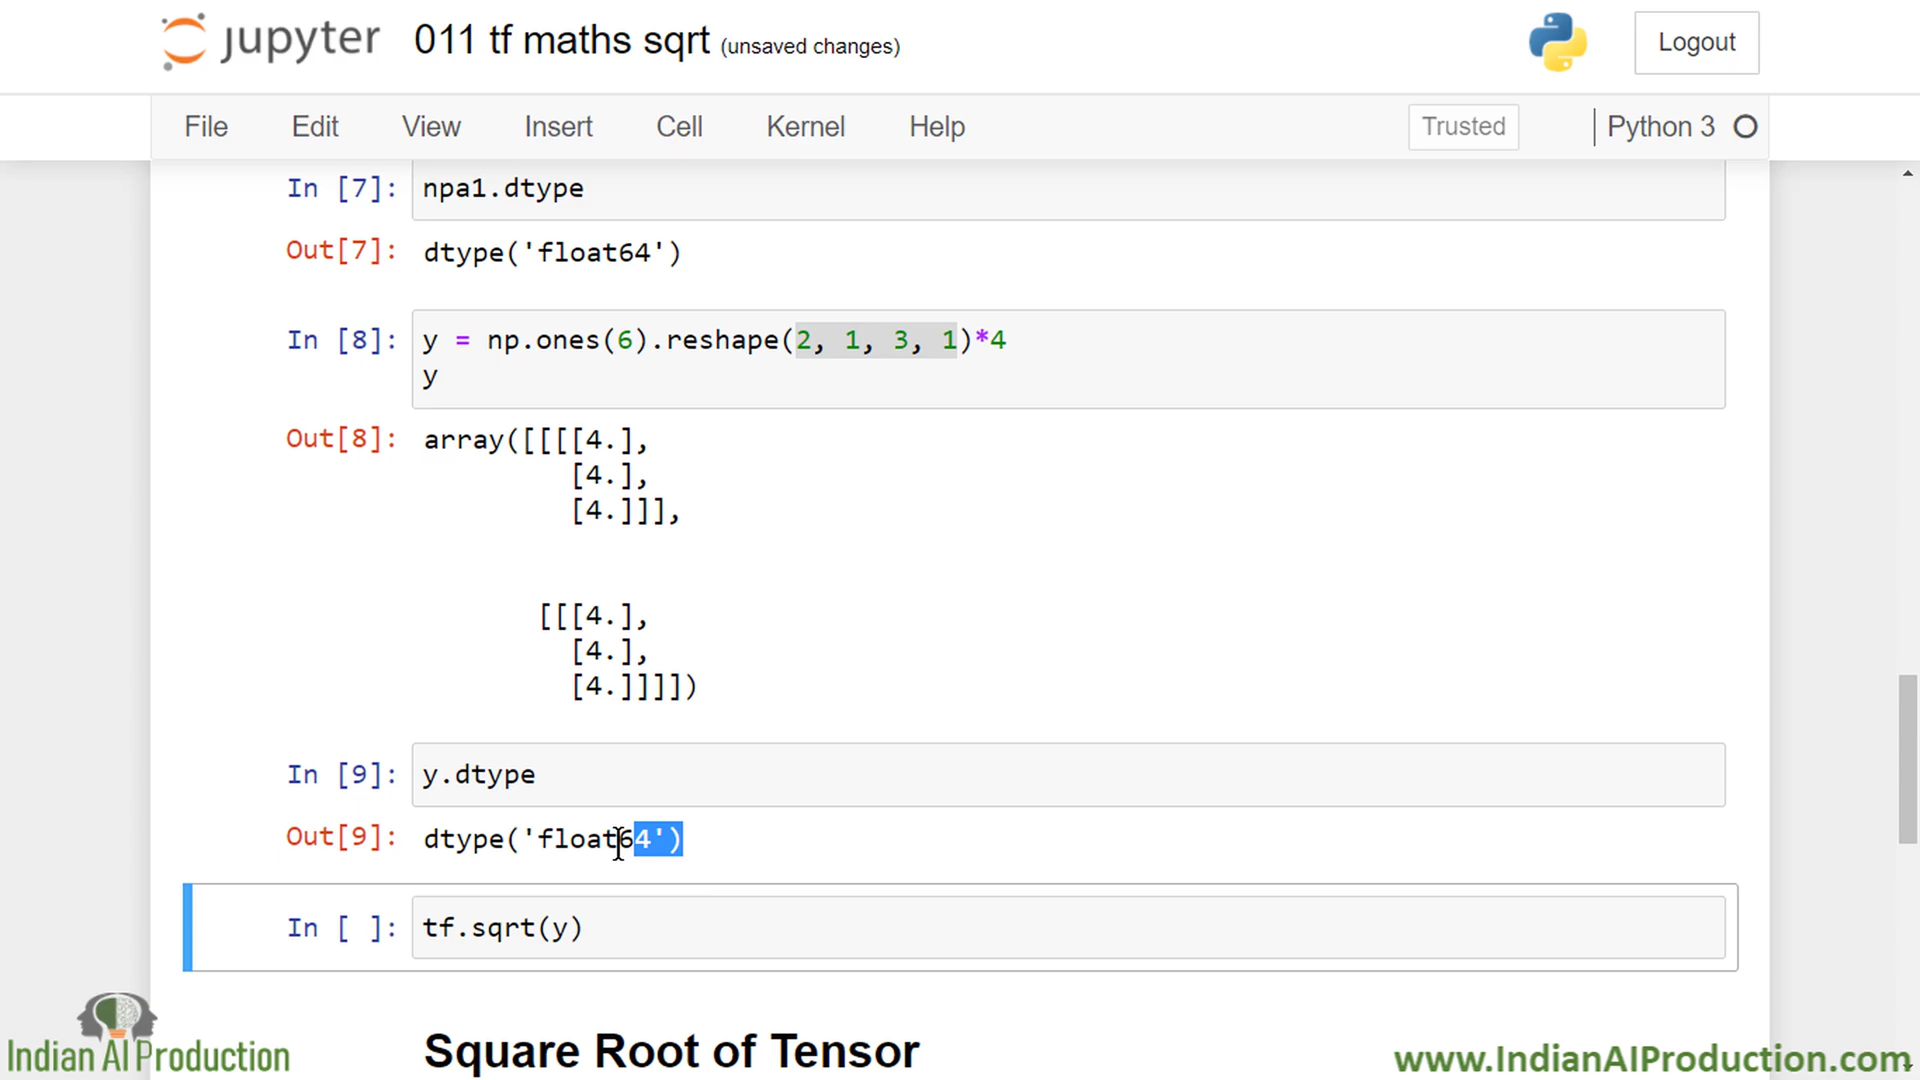 jupyter 011 tf maths sqrt (unsaved changes) Logout
File Edit View Insert Cell Kernel Help Trusted Python 3
In [7]: npa1.dtype
Out[7]: dtype('float64')
In [8]: y = np.ones(6).reshape(2, 1, 3, 1)*4
y
Out[8]: array([[[[4.],
[4.],
[4.]]],
[[[4.],
[4.],
[4.]]]])
In [9]: y.dtype
Out[9]: dtype('float64')
In [ ]: tf.sqrt(y)
Square Root of Tensor
Indian AI Production
www.IndianAIProduction.com